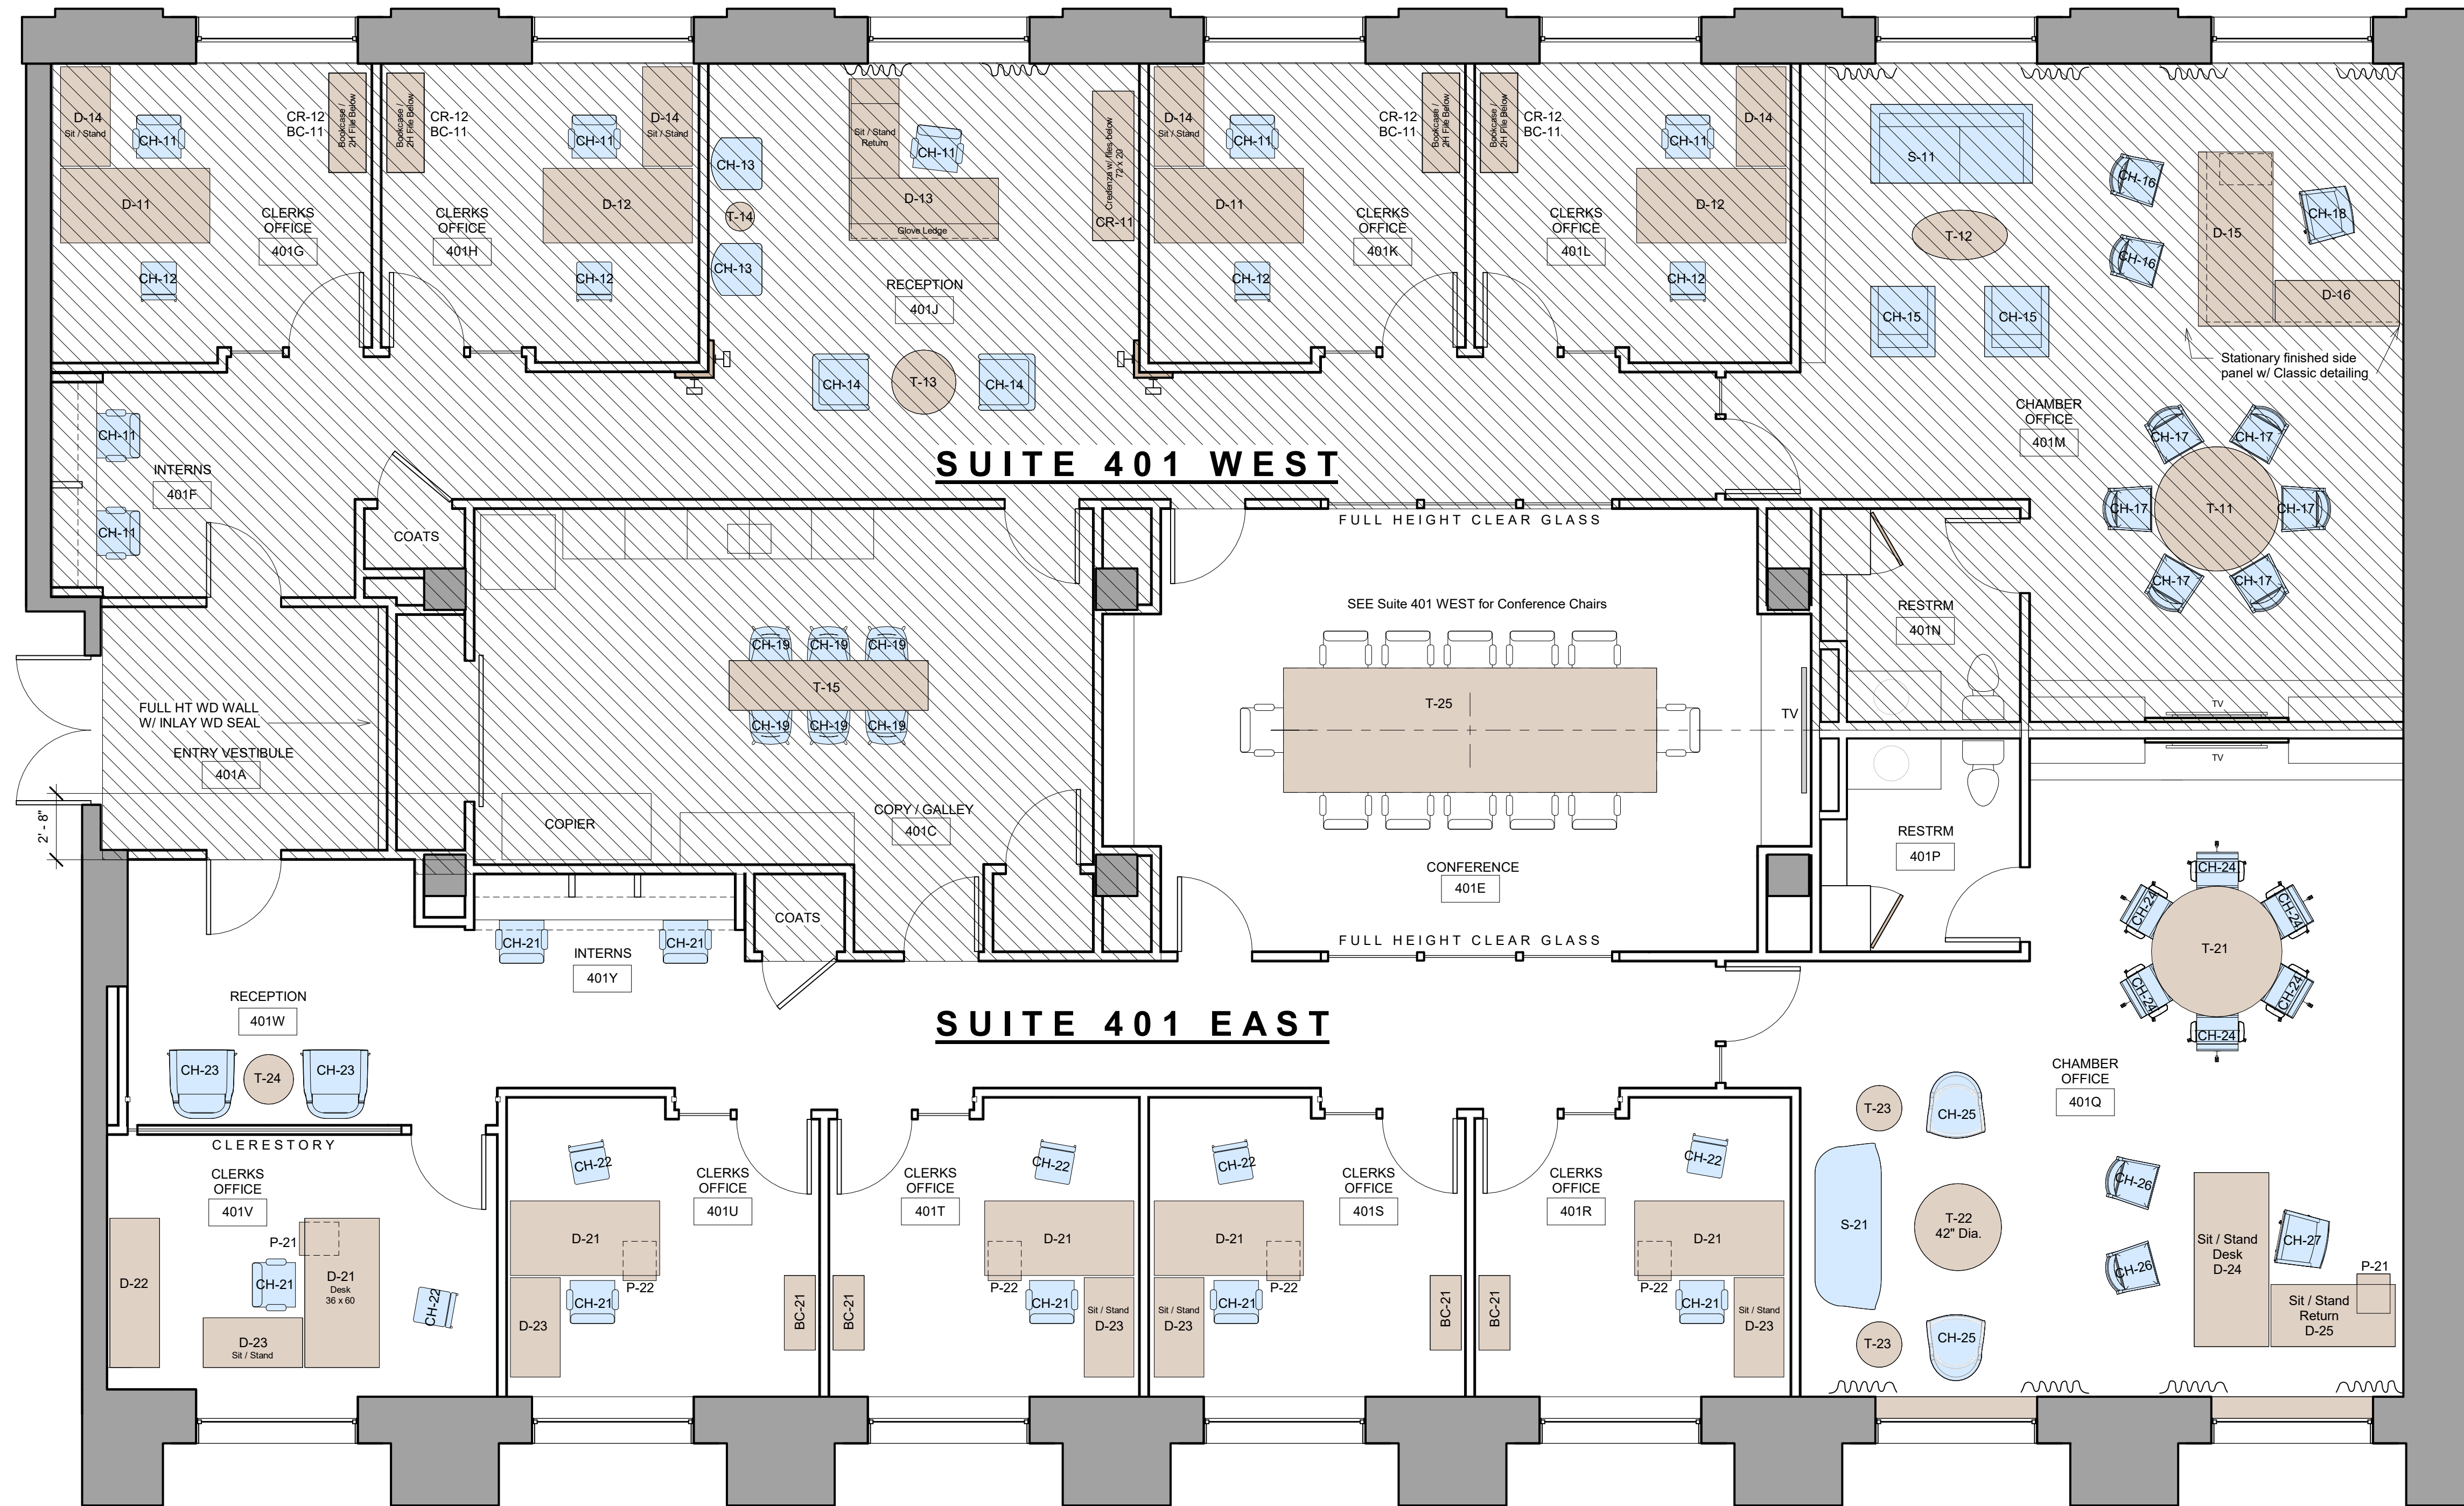 D-14
Sit / Stand
CH-11
CR-12
BC-11
Bookcase /
2H File Below
D-11
CLERKS
OFFICE
401G
CH-12
Bookcase /
2H File Below
CR-12
BC-11
CH-11
D-14
Sit / Stand
D-12
CLERKS
OFFICE
401H
CH-12
CH-13
T-14
CH-13
Sit / Stand
Return
CH-11
D-13
Glove Ledge
Credenza w/ files below
72 x 20
CR-11
RECEPTION
401J
CH-14
T-13
CH-14
D-14
Sit / Stand
CH-11
CR-12
BC-11
Bookcase /
2H File Below
D-11
CLERKS
OFFICE
401K
CH-12
Bookcase /
2H File Below
CR-12
BC-11
CH-11
D-14
D-12
CLERKS
OFFICE
401L
CH-12
S-11
T-12
CH-15
CH-15
CH-16
CH-16
D-15
CH-18
D-16
Stationary finished side
panel w/ Classic detailing
CHAMBER
OFFICE
401M
CH-17
CH-17
CH-17
T-11
CH-17
CH-17
CH-17
TV
CH-11
INTERNS
401F
CH-11
SUITE 401 WEST
COATS
FULL HEIGHT CLEAR GLASS
SEE Suite 401 WEST for Conference Chairs
T-25
TV
CONFERENCE
401E
FULL HEIGHT CLEAR GLASS
CH-19
CH-19
CH-19
T-15
CH-19
CH-19
CH-19
COPIER
COPY / GALLEY
401C
FULL HT WD WALL
W/ INLAY WD SEAL
ENTRY VESTIBULE
401A
2' - 8"
RESTRM
401N
RESTRM
401P
TV
COATS
CH-21
INTERNS
401Y
CH-21
RECEPTION
401W
CH-23
T-24
CH-23
SUITE 401 EAST
CH-24
CH-24
CH-24
T-21
CH-24
CH-24
CH-24
CHAMBER
OFFICE
401Q
T-23
CH-25
S-21
T-22
42" Dia.
T-23
CH-25
CH-26
CH-26
Sit / Stand
Desk
D-24
CH-27
P-21
Sit / Stand
Return
D-25
CLERESTORY
CLERKS
OFFICE
401V
P-21
D-22
CH-21
D-21
Desk
36 x 60
CH-22
D-23
Sit / Stand
CH-22
CLERKS
OFFICE
401U
D-21
P-22
CH-21
D-23
BC-21
BC-21
CLERKS
OFFICE
401T
CH-22
D-21
P-22
CH-21
Sit / Stand
D-23
CH-22
CLERKS
OFFICE
401S
D-21
P-22
Sit / Stand
D-23
CH-21
BC-21
BC-21
CLERKS
OFFICE
401R
CH-22
D-21
P-22
CH-21
Sit / Stand
D-23